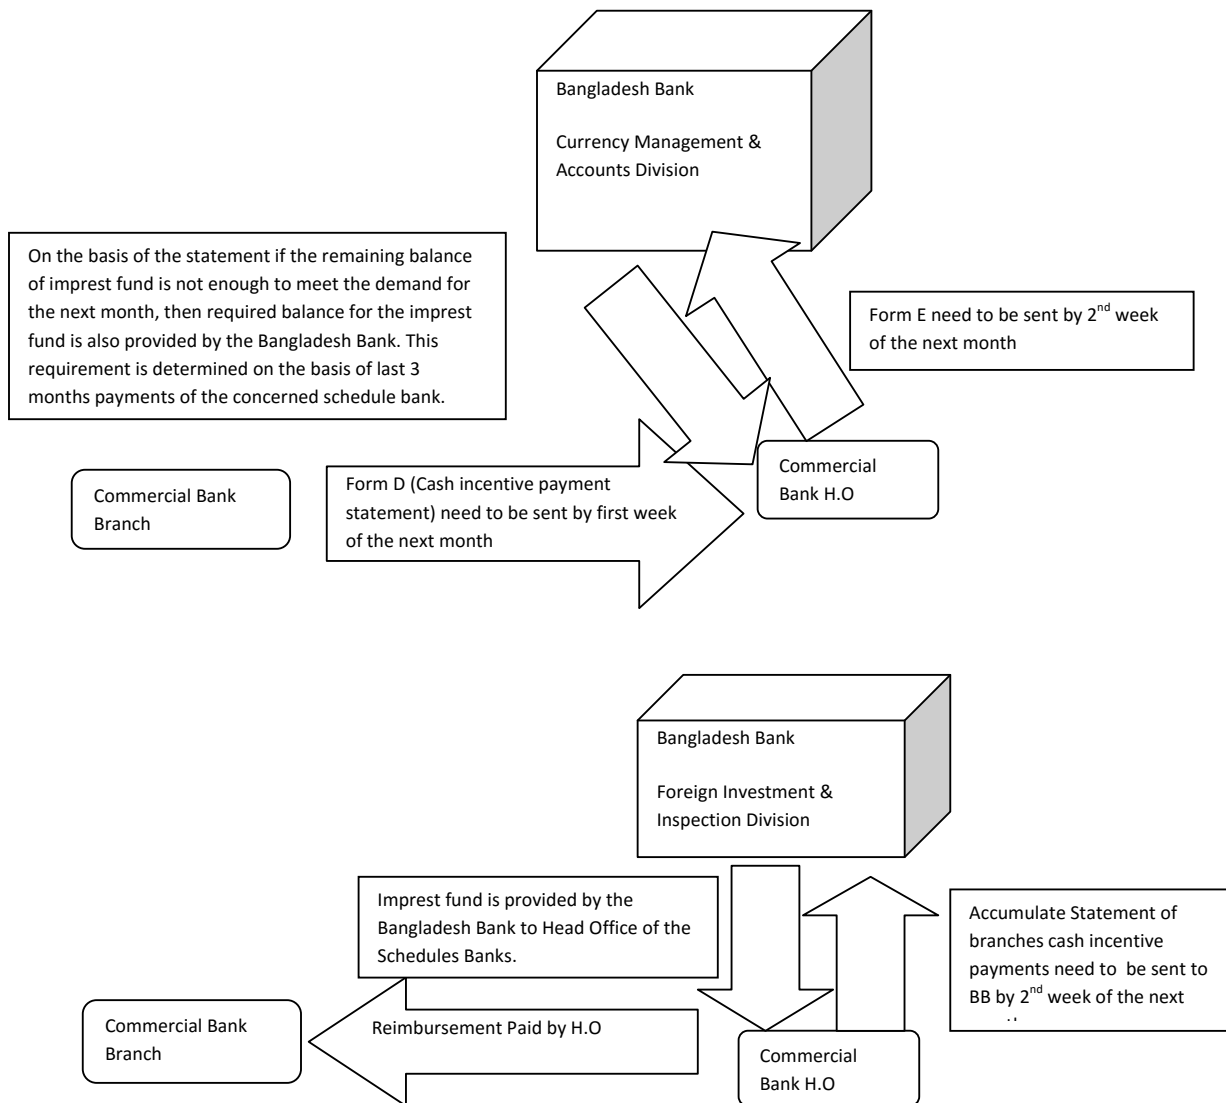 Bangladesh Bank
Currency Management &
Accounts Division
On the basis of the statement if the remaining balance
of imprest fund is not enough to meet the demand for
the next month, then required balance for the imprest
fund is also provided by the Bangladesh Bank. This
requirement is determined on the basis of last 3
months payments of the concerned schedule bank.
Form E need to be sent by 2nd week
of the next month
Commercial Bank
Branch
Form D (Cash incentive payment
statement) need to be sent by first week
of the next month
Commercial
Bank H.O
Bangladesh Bank
Foreign Investment &
Inspection Division
Imprest fund is provided by the
Bangladesh Bank to Head Office of the
Schedules Banks.
Accumulate Statement of
branches cash incentive
payments need to be sent to
BB by 2nd week of the next
Commercial Bank
Branch
Reimbursement Paid by H.O
Commercial
Bank H.O